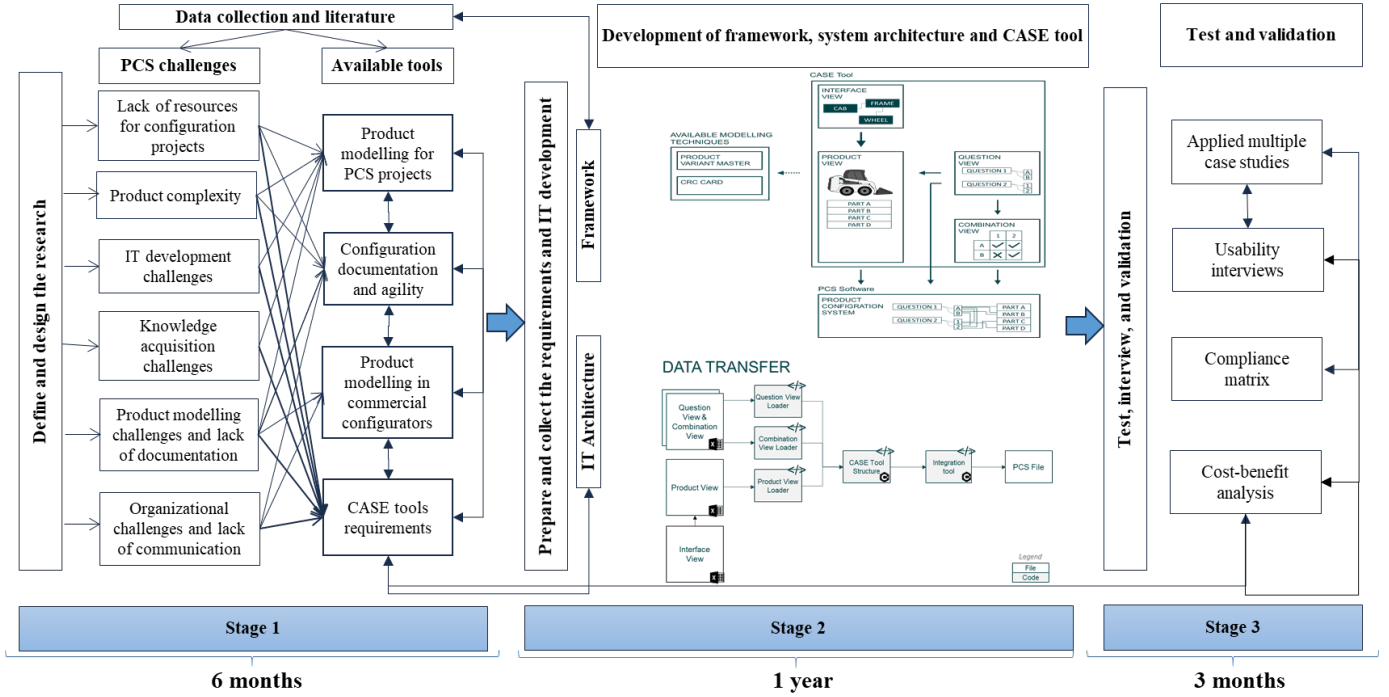 Data collection and literature
PCS challenges
Available tools
Define and design the research
Lack of resources
for configuration
projects
Product complexity
IT development
challenges
Knowledge
acquisition
challenges
Product modelling
challenges and lack
of documentation
Organizational
challenges and lack
of communication
Product
modelling for
PCS projects
Configuration
documentation
and agility
Product
modelling in
commercial
configurators
CASE tools
requirements
Prepare and collect the requirements and IT development
Framework
IT Architecture
Development of framework, system architecture and CASE tool
CASE Tool
INTERFACE
VIEW
CAB
FRAME
WHEEL
AVAILABLE MODELLING
TECHNIQUES
PRODUCT
VARIANT MASTER
CRC CARD
PRODUCT
VIEW
PART A
PART B
PART C
PART D
QUESTION
VIEW
QUESTION 1
A
B
QUESTION 2
1
2
COMBINATION
VIEW
1 2
A
B
PCS Software
PRODUCT
CONFIGRATION
SYSTEM
QUESTION 1
A
B
QUESTION 2
1
2
PART A
PART B
PART C
PART D
DATA TRANSFER
Question
View &
Combination
View
X
Product View
X
Interface
View
X
</>
Question View
Loader
</>
Combination
View Loader
</>
Product View
Loader
</>
CASE Tool
Structure
C
</>
Integration
tool
C
PCS File
Legend
File
Code
Test and validation
Test, interview, and validation
Applied multiple
case studies
Usability
interviews
Compliance
matrix
Cost-benefit
analysis
Stage 1
Stage 2
Stage 3
6 months
1 year
3 months